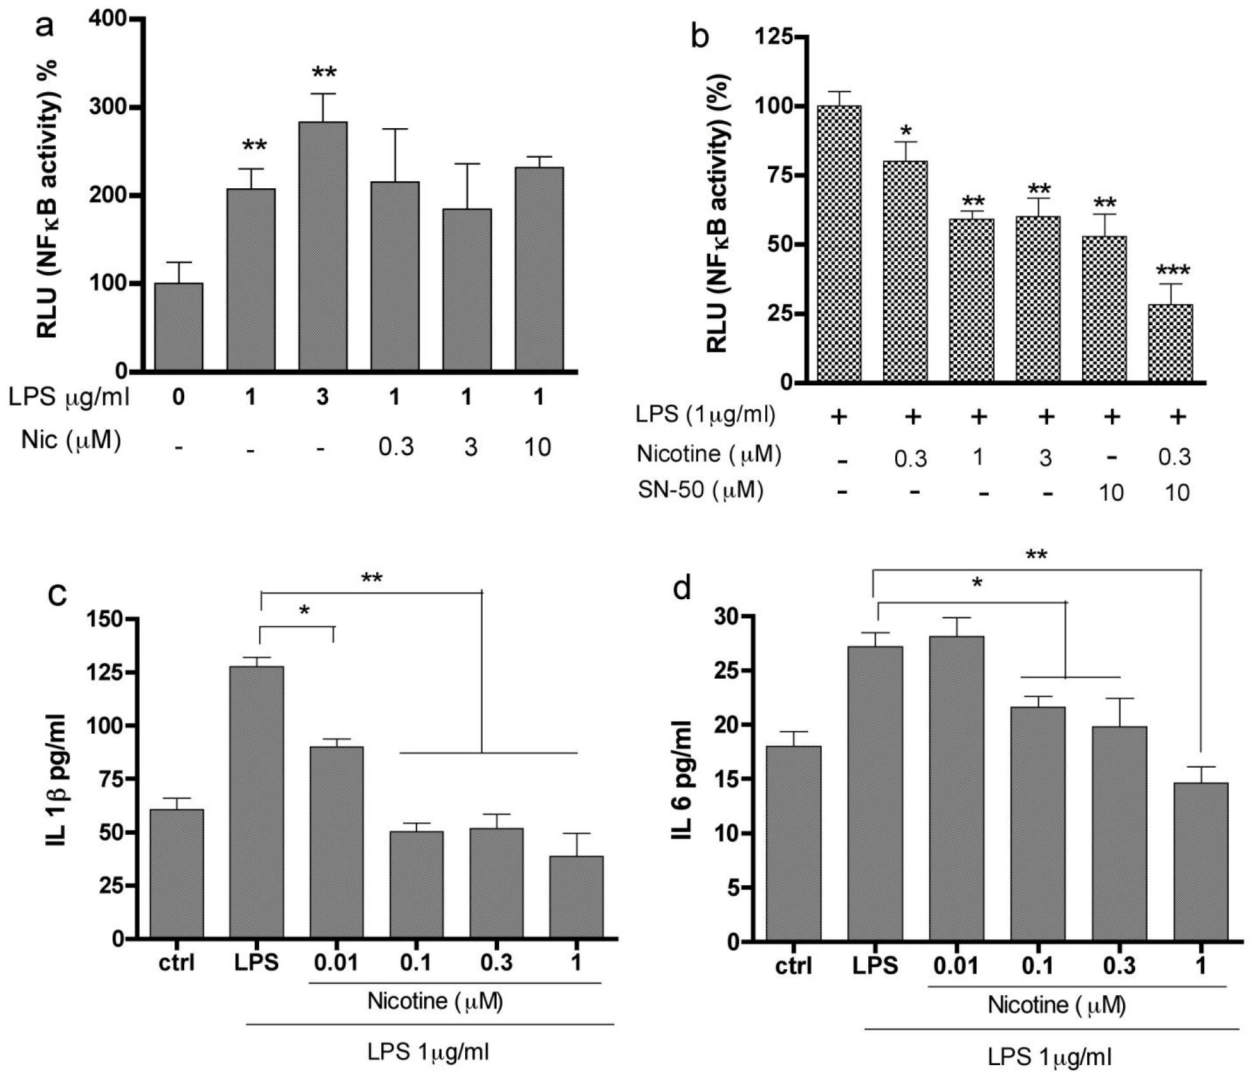 a
RLU (NFκB activity) %
400
300
200
100
0
**
**
LPS μg/ml 0 1 3 1 1 1
Nic (μM) - - - 0.3 3 10
b
RLU (NFκB activity) (%)
125
100
75
50
25
0
*
**
**
**
***
LPS (1μg/ml) + + + + + +
Nicotine (μM) - 0.3 1 3 - 0.3
SN-50 (μM) - - - - 10 10
c
IL 1β pg/ml
150
125
100
75
50
25
0
**
*
ctrl LPS 0.01 0.1 0.3 1
Nicotine (μM)
LPS 1μg/ml
d
IL 6 pg/ml
30
25
20
15
10
5
0
**
*
ctrl LPS 0.01 0.1 0.3 1
Nicotine ( μM)
LPS 1μg/ml